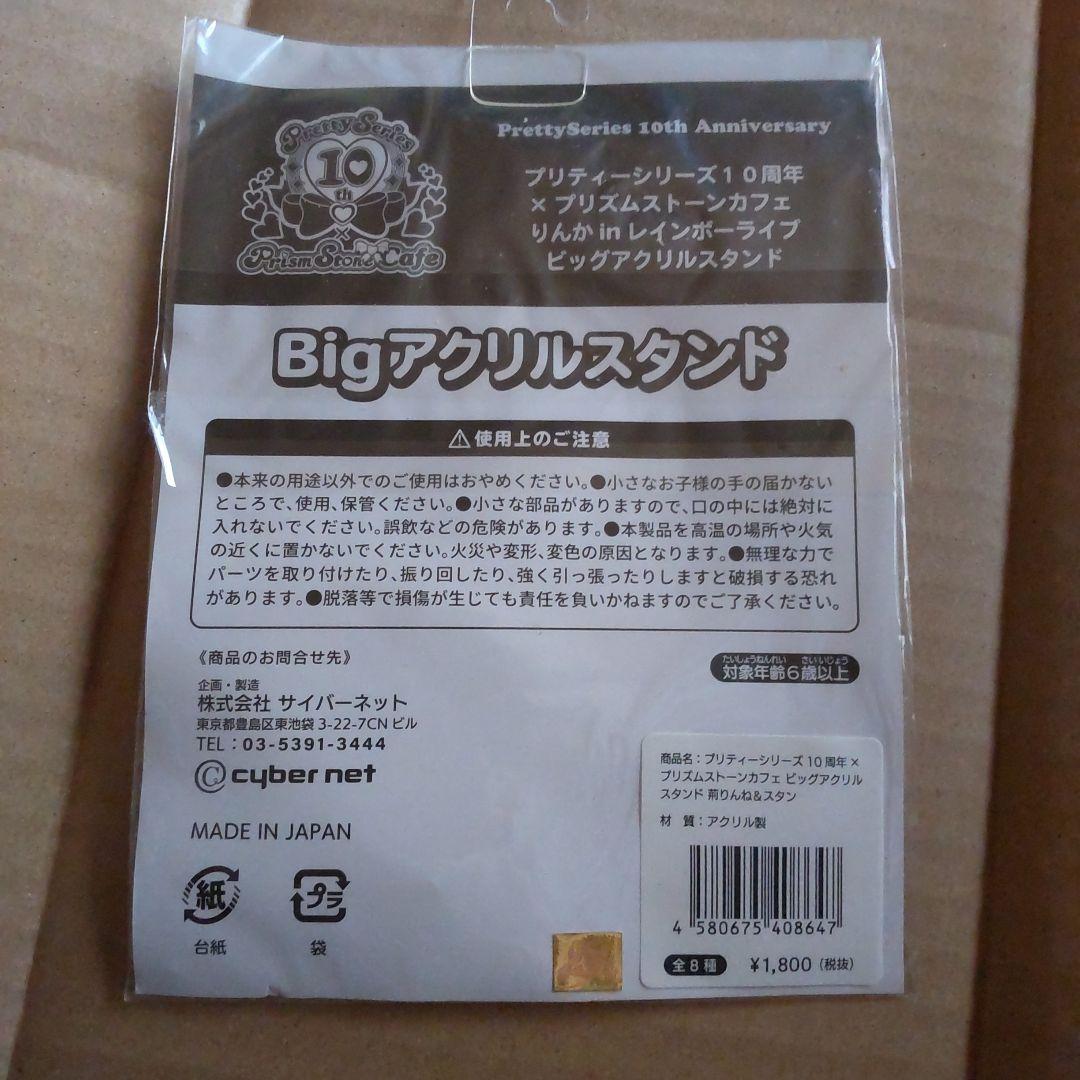 Pretty Series
10
th
×
Prism Stone Cafe
PrettySeries 10th Anniversary
プリティーシリーズ10周年
× プリズムストーンカフェ
りんか in レインボーライブ
ビッグアクリルスタンド
Bigアクリルスタンド
⚠使用上のご注意
●本来の用途以外でのご使用はおやめください。●小さなお子様の手の届かない
ところで、使用、保管ください。●小さな部品がありますので、口の中には絶対に
入れないでください。誤飲などの危険があります。●本製品を高温の場所や火気
の近くに置かないでください。火災や変形、変色の原因となります。●無理な力で
パーツを取り付けたり、振り回したり、強く引っ張ったりしますと破損する恐れ
があります。●脱落等で損傷が生じても責任を負いかねますのでご了承ください。
《商品のお問合せ先》
たいしょうねんれい さいいじょう
対象年齢6歳以上
企画・製造
株式会社 サイバーネット
東京都豊島区東池袋 3-22-7CN ビル
TEL：03-5391-3444
cyber net
MADE IN JAPAN
紙
台紙
プラ
袋
商品名：プリティーシリーズ 10 周年 ×
プリズムストーンカフェ ビッグアクリル
スタンド 荊りんね＆スタン
材 質：アクリル製
4 580675 408647
全8種 ¥1,800（税抜）